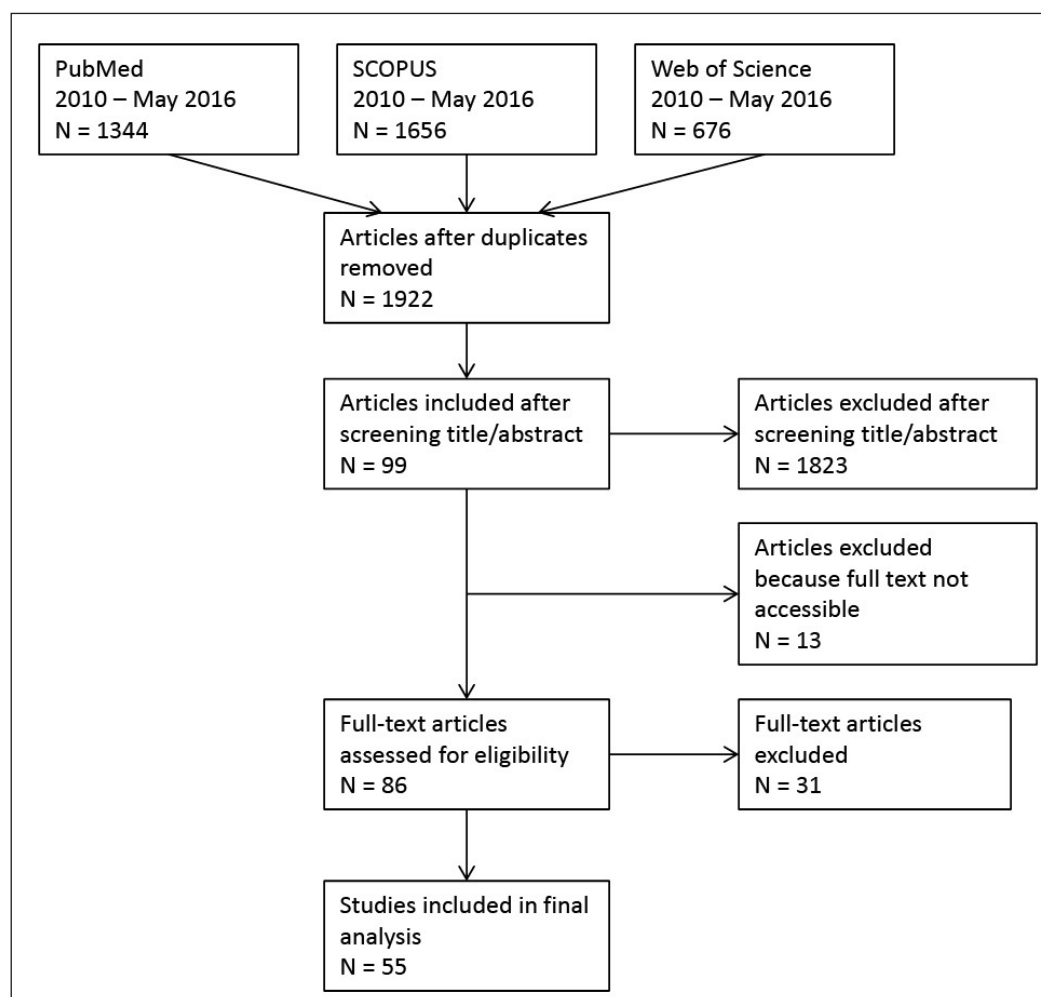 PubMed
2010 – May 2016
N = 1344
SCOPUS
2010 – May 2016
N = 1656
Web of Science
2010 – May 2016
N = 676
Articles after duplicates
removed
N = 1922
Articles included after
screening title/abstract
N = 99
Articles excluded after
screening title/abstract
N = 1823
Articles excluded
because full text not
accessible
N = 13
Full-text articles
assessed for eligibility
N = 86
Full-text articles
excluded
N = 31
Studies included in final
analysis
N = 55